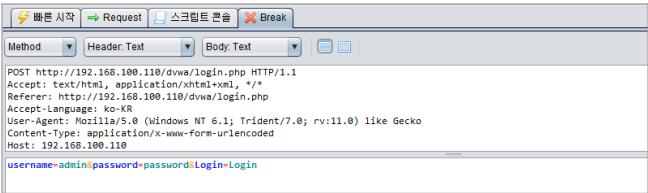 빠른 시작 Request 스크립트 콘솔 Break
Method Header: Text Body: Text
POST http://192.168.100.110/dvwa/login.php HTTP/1.1
Accept: text/html, application/xhtml+xml, */*
Referer: http://192.168.100.110/dvwa/login.php
Accept-Language: ko-KR
User-Agent: Mozilla/5.0 (Windows NT 6.1; Trident/7.0; rv:11.0) like Gecko
Content-Type: application/x-www-form-urlencoded
Host: 192.168.100.110
username=admin&password=password&Login=Login